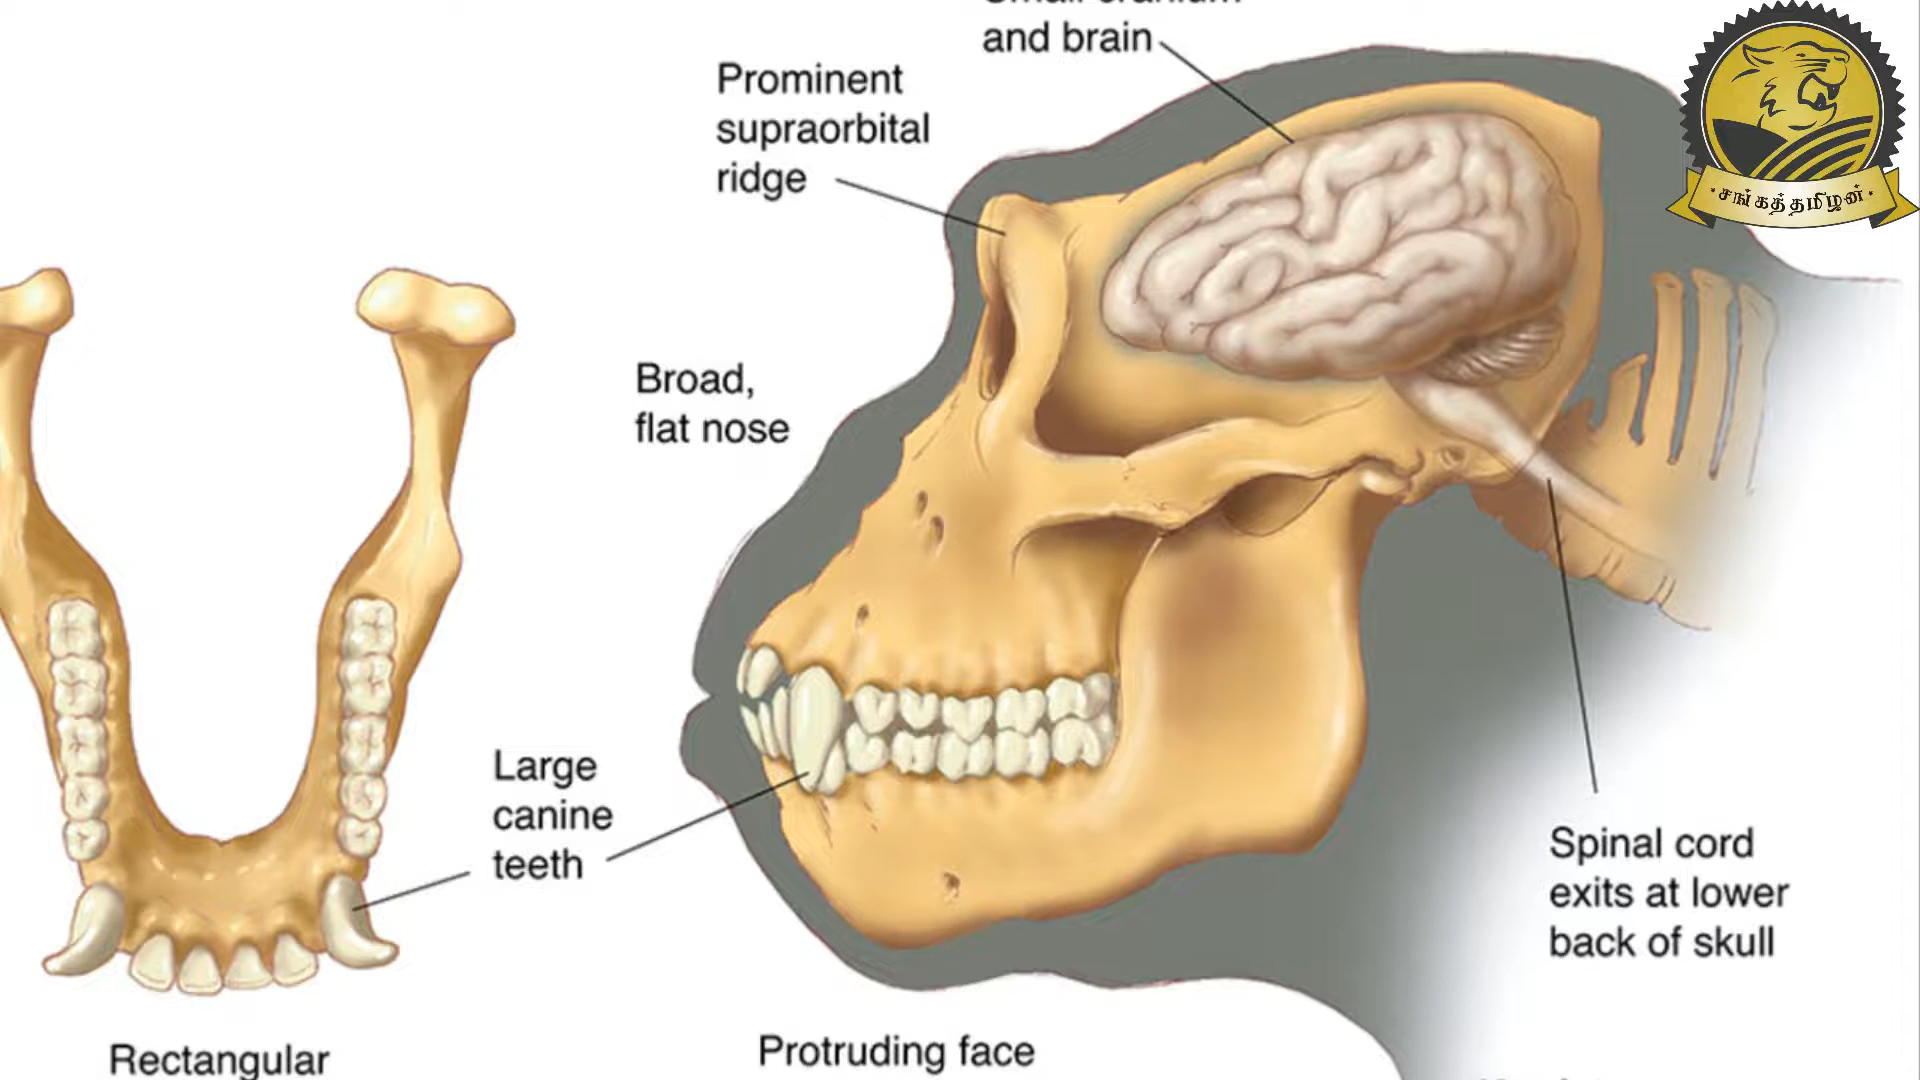 and brain
Prominent
supraorbital
ridge
Broad,
flat nose
Large
canine
teeth
Spinal cord
exits at lower
back of skull
Rectangular
Protruding face
சங்கத்தமிழன்